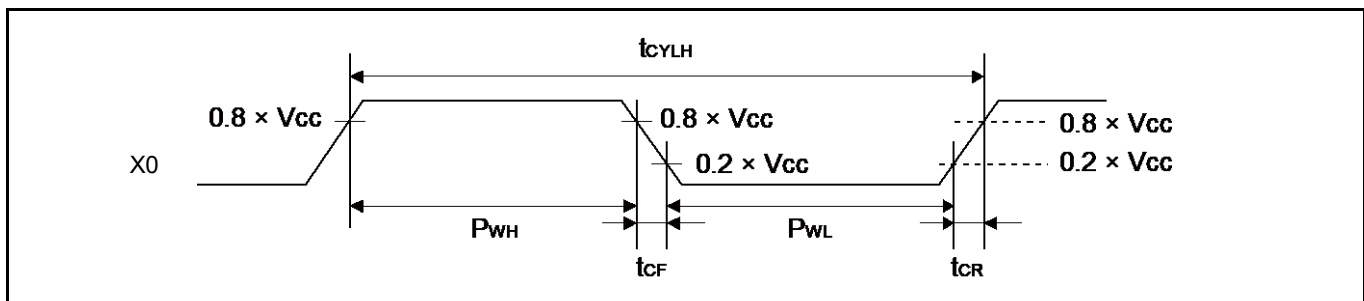 tCYLH
0.8 × VCC
0.8 × VCC
0.8 × VCC
X0
0.2 × VCC
0.2 × VCC
PWH
PWL
tCF
tCR